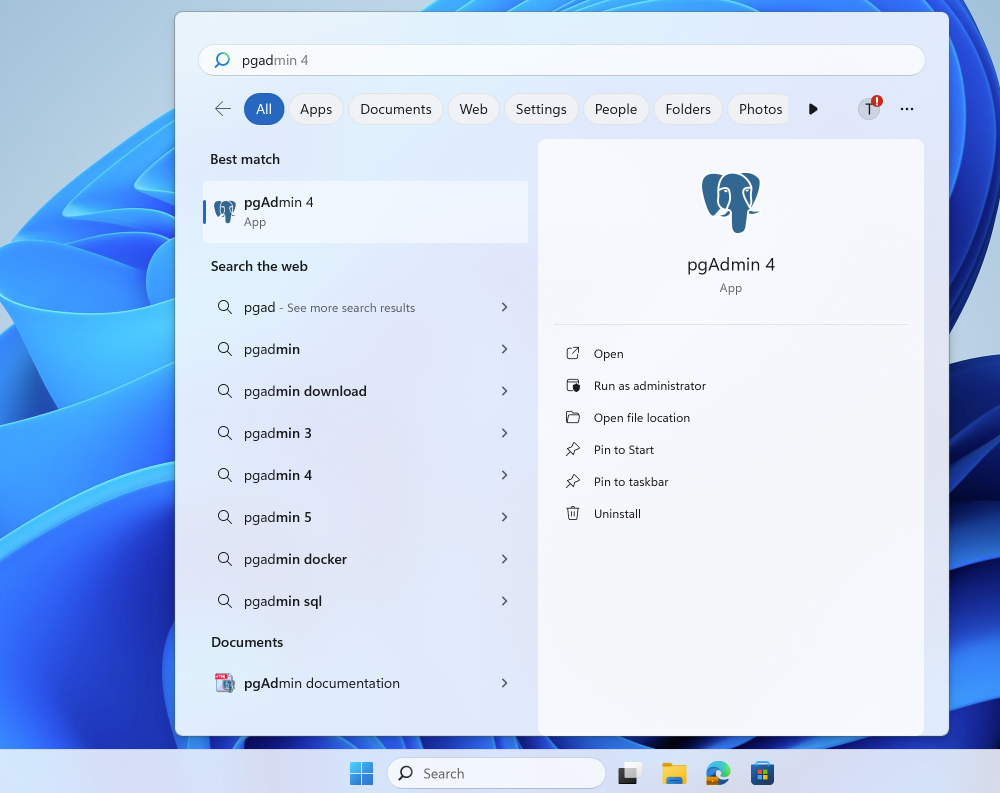 pgadmin 4
All Apps Documents Web Settings People Folders Photos T !
Best match
pgAdmin 4
App
Search the web
pgad - See more search results
pgadmin
pgadmin download
pgadmin 3
pgadmin 4
pgadmin 5
pgadmin docker
pgadmin sql
Documents
pgAdmin documentation
pgAdmin 4
App
Open
Run as administrator
Open file location
Pin to Start
Pin to taskbar
Uninstall
Search